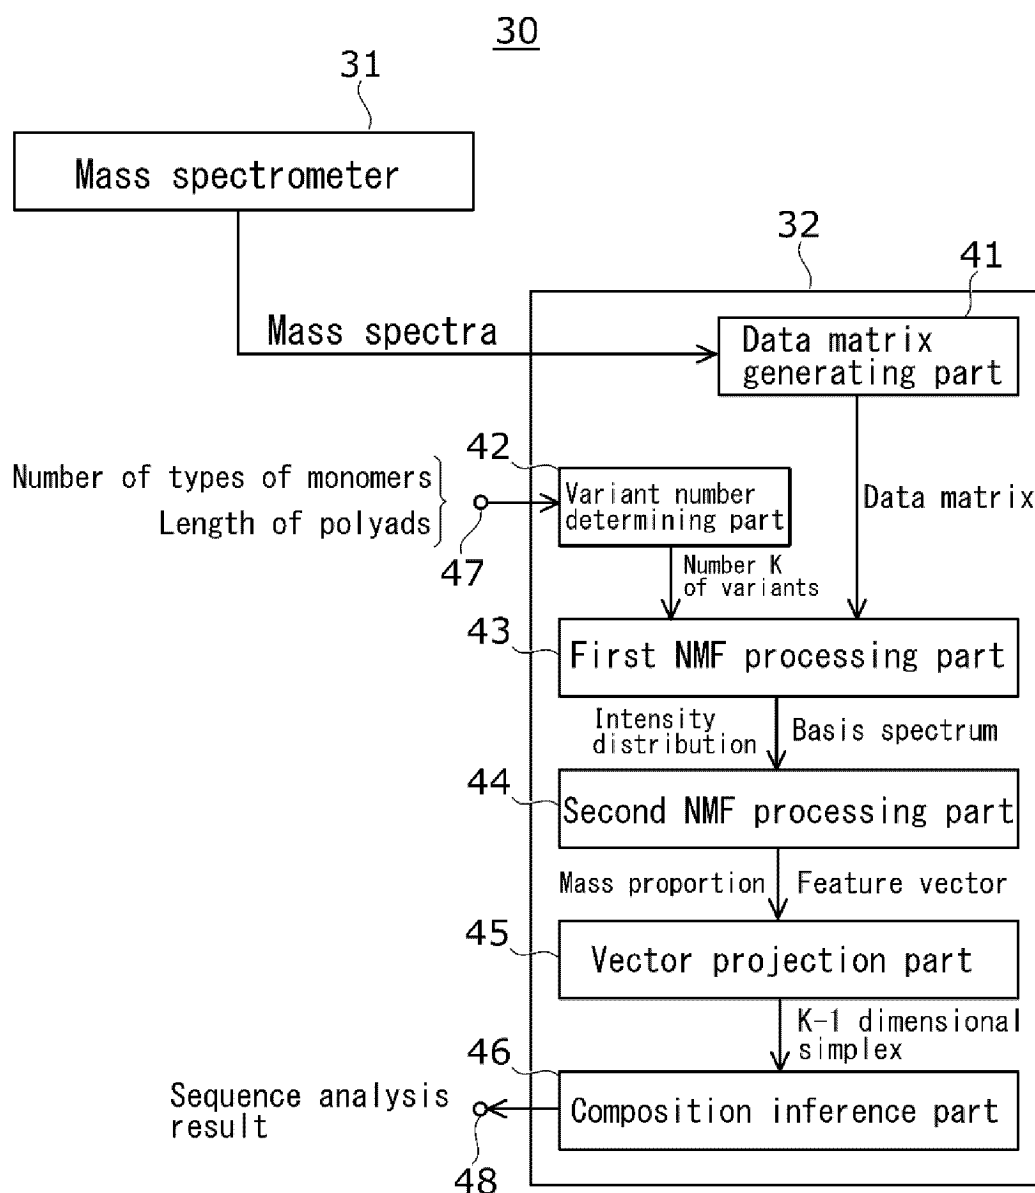 30
31
Mass spectrometer
32
41
Mass spectra
Data matrix
generating part
42
Number of types of monomers
Length of polyads
47
Variant number
determining part
Data matrix
Number K
of variants
43
First NMF processing part
Intensity
distribution
Basis spectrum
44
Second NMF processing part
Mass proportion
Feature vector
45
Vector projection part
K-1 dimensional
simplex
46
Sequence analysis
result
48
Composition inference part